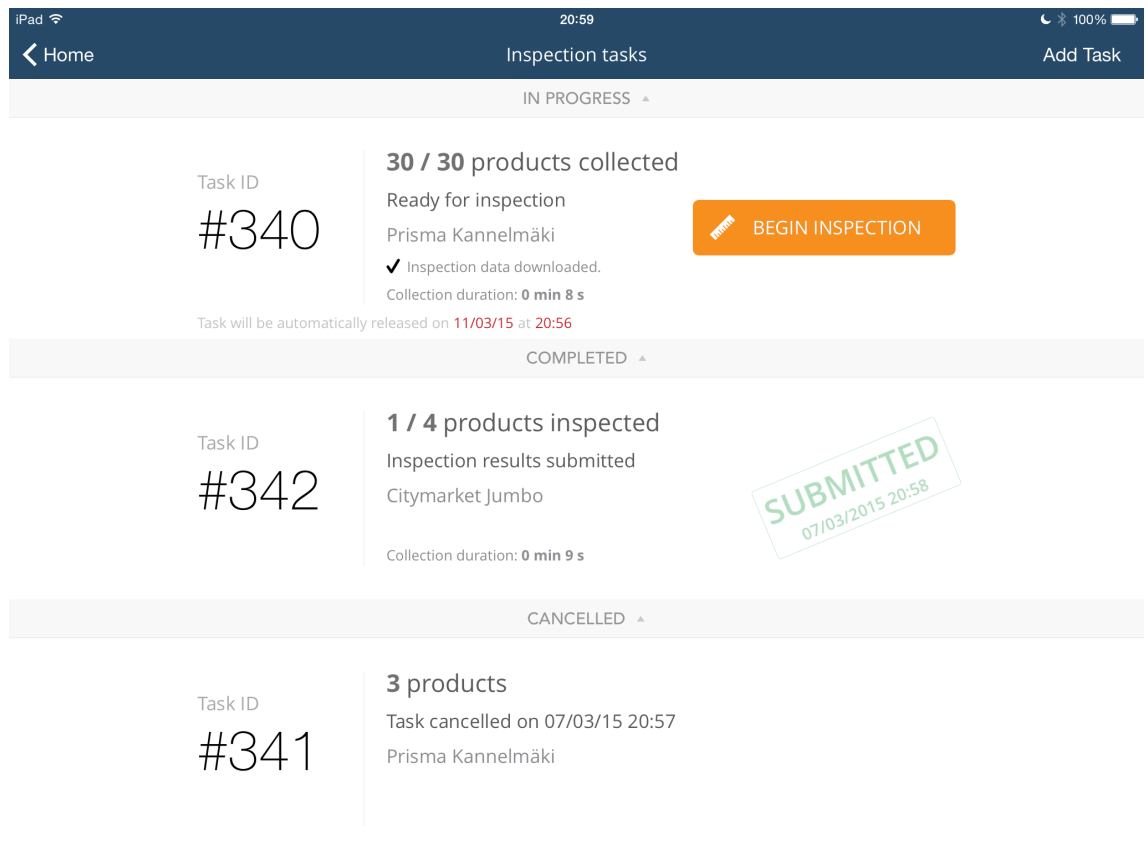 iPad 20:59 100%
Home Inspection tasks Add Task
IN PROGRESS
Task ID
#340
30 / 30 products collected
Ready for inspection
Prisma Kannelmäki
Inspection data downloaded.
Collection duration: 0 min 8 s
BEGIN INSPECTION
Task will be automatically released on 11/03/15 at 20:56
COMPLETED
Task ID
#342
1 / 4 products inspected
Inspection results submitted
Citymarket Jumbo
Collection duration: 0 min 9 s
SUBMITTED
07/03/2015 20:58
CANCELLED
Task ID
#341
3 products
Task cancelled on 07/03/15 20:57
Prisma Kannelmäki